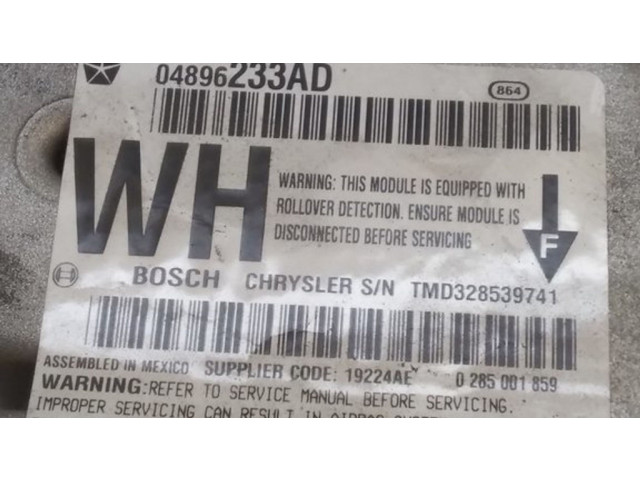 04896233AD
864
WH
WARNING: THIS MODULE IS EQUIPPED WITH
ROLLOVER DETECTION. ENSURE MODULE IS
DISCONNECTED BEFORE SERVICING
F
BOSCH CHRYSLER S/N TMD328539741
ASSEMBLED IN MEXICO SUPPLIER CODE: 19224AE 0 285 001 859
WARNING:REFER TO SERVICE MANUAL BEFORE SERVICING.
IMPROPER SERVICING CAN RESULT IN AIRBAG